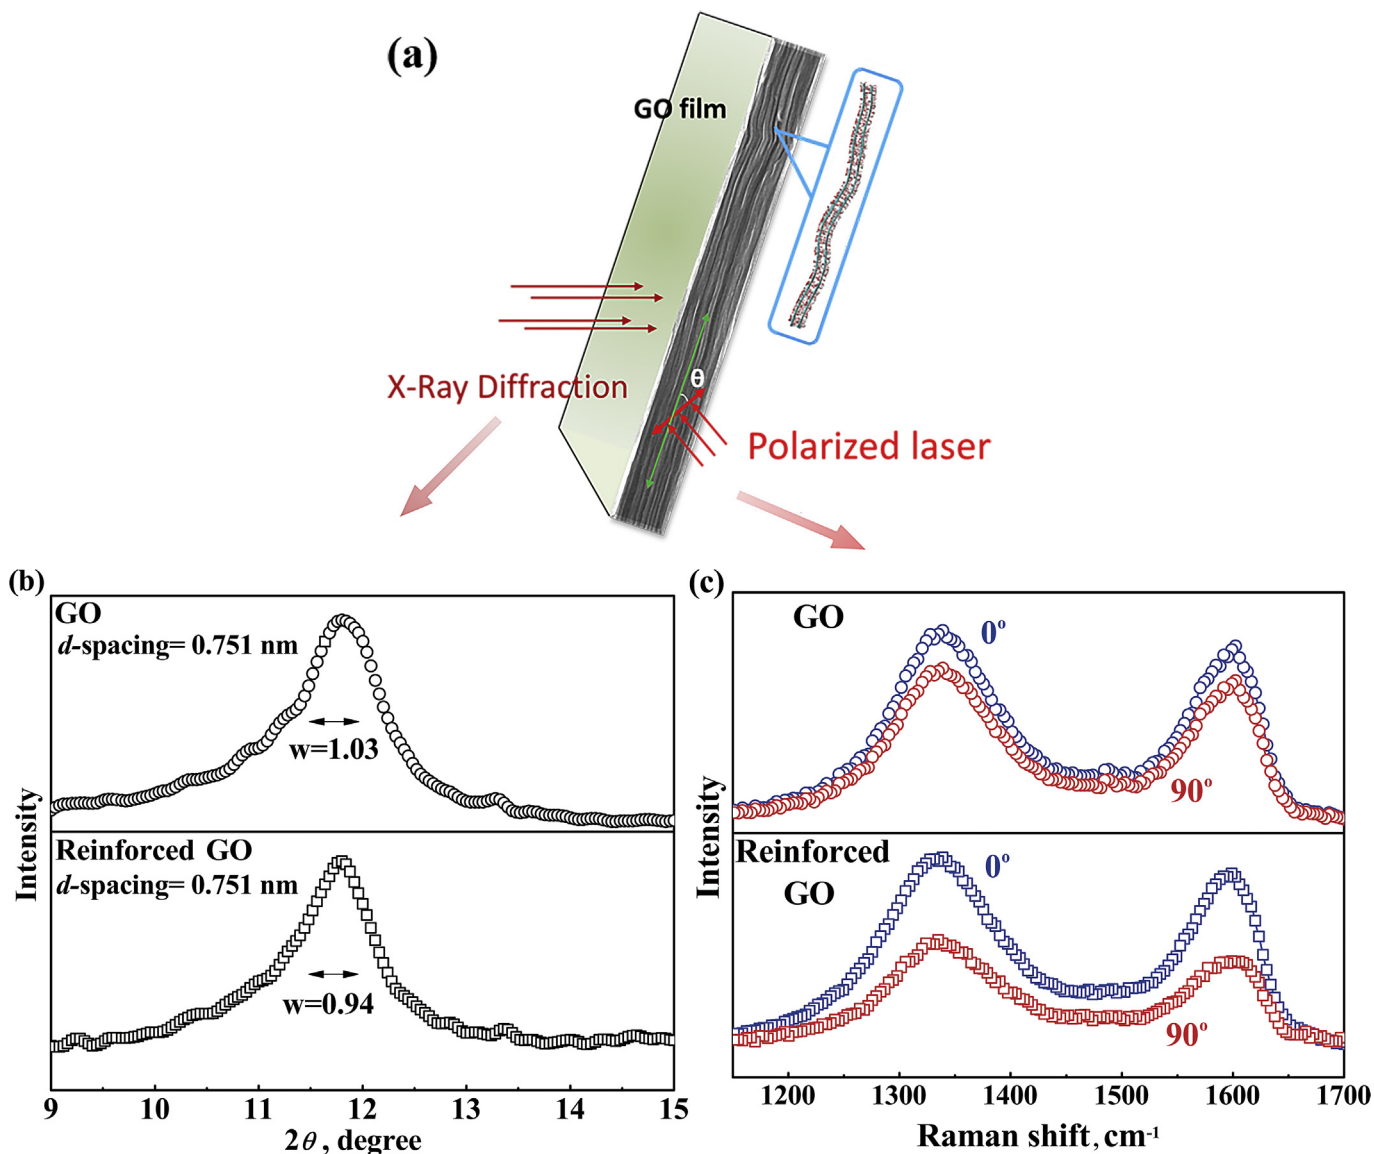 (a)
GO film
θ
X-Ray Diffraction
Polarized laser
(b)
GO
d-spacing= 0.751 nm
w=1.03
Reinforced GO
d-spacing= 0.751 nm
w=0.94
Intensity
9 10 11 12 13 14 15
2θ , degree
(c)
GO
0°
90°
Reinforced
GO
0°
90°
Intensity
1200 1300 1400 1500 1600 1700
Raman shift, cm⁻¹